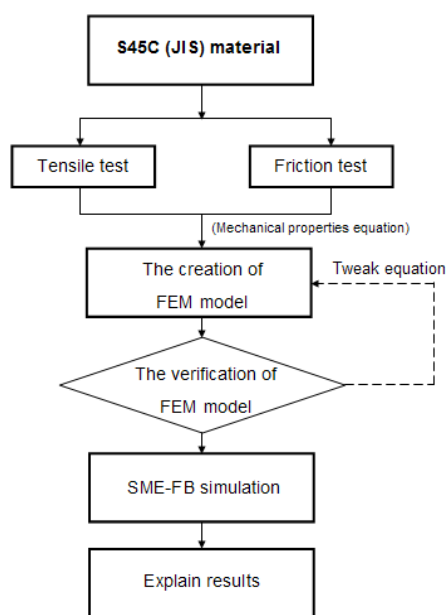 S45C (JIS) material
Tensile test
Friction test
(Mechanical properties equation)
The creation of
FEM model
Tweak equation
The verification of
FEM model
SME-FB simulation
Explain results